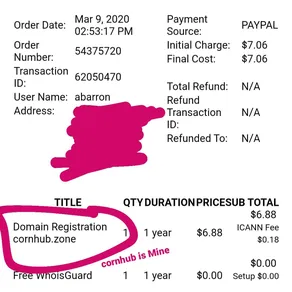 Order Date: Mar 9, 2020 02:53:17 PM
Payment Source: PAYPAL
Order Number: 54375720
Initial Charge: $7.06
Final Cost: $7.06
Transaction ID: 62050470
Total Refund: N/A
User Name: abarron
Refund Transaction ID: N/A
Address:
Refunded To: N/A
TITLE QTY DURATION PRICE SUB TOTAL
$6.88
Domain Registration cornhub.zone 1 1 year $6.88 ICANN Fee $0.18
cornhub is Mine
$0.00
Free WhoisGuard 1 1 year $0.00 Setup $0.00